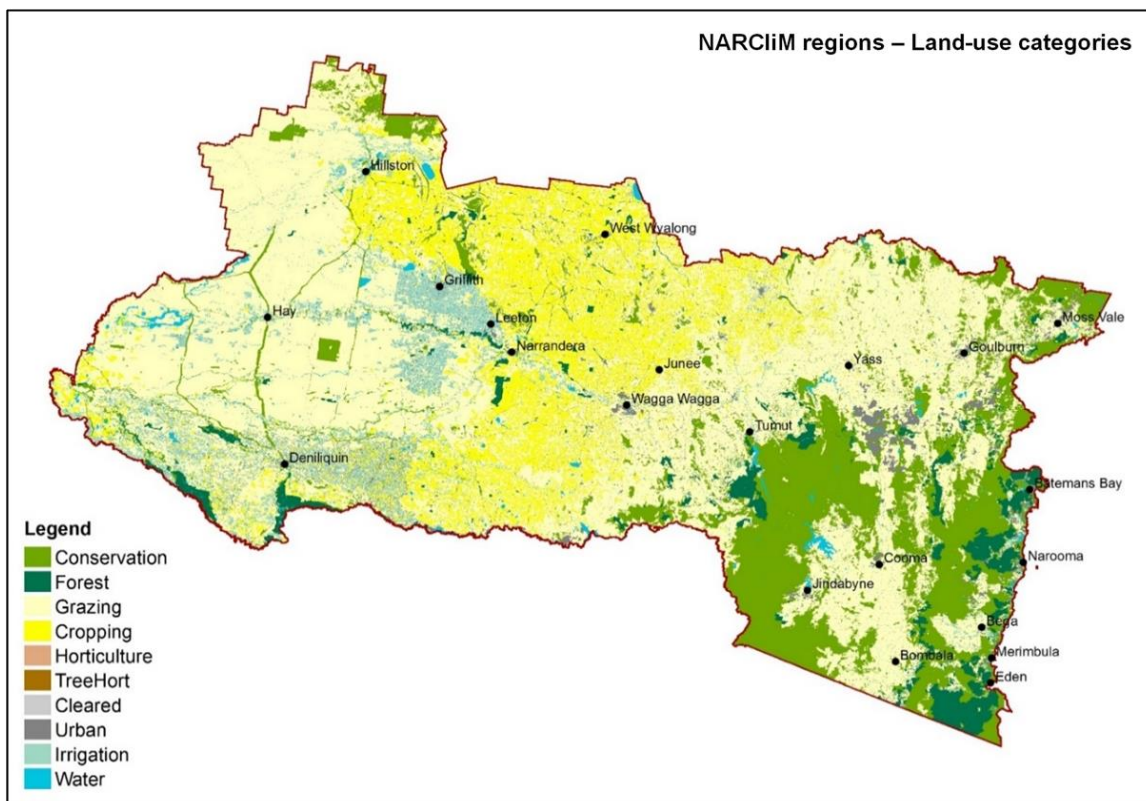 NARCliM regions – Land-use categories
Hillston
West Wyalong
Griffith
Hay
Leeton
Moss Vale
Narrandera
Goulburn
Junee
Yass
Wagga Wagga
Tumut
Deniliquin
Batemans Bay
Legend
Conservation
Forest
Grazing
Cropping
Horticulture
TreeHort
Cleared
Urban
Irrigation
Water
Cooma
Narooma
Jindabyne
Bega
Bombala
Merimbula
Eden